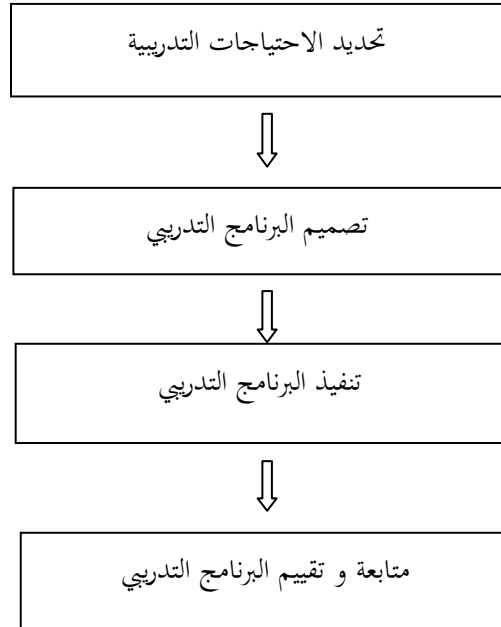 تحديد الاحتياجات التدريبية
تصميم البرنامج التدريبي
تنفيذ البرنامج التدريبي
متابعة و تقييم البرنامج التدريبي